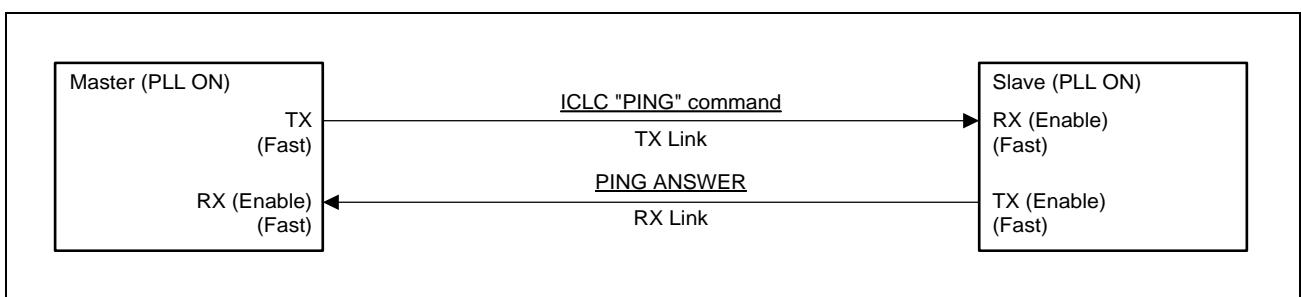 Master (PLL ON)
TX
(Fast)
RX (Enable)
(Fast)
ICLC "PING" command
TX Link
PING ANSWER
RX Link
Slave (PLL ON)
RX (Enable)
(Fast)
TX (Enable)
(Fast)